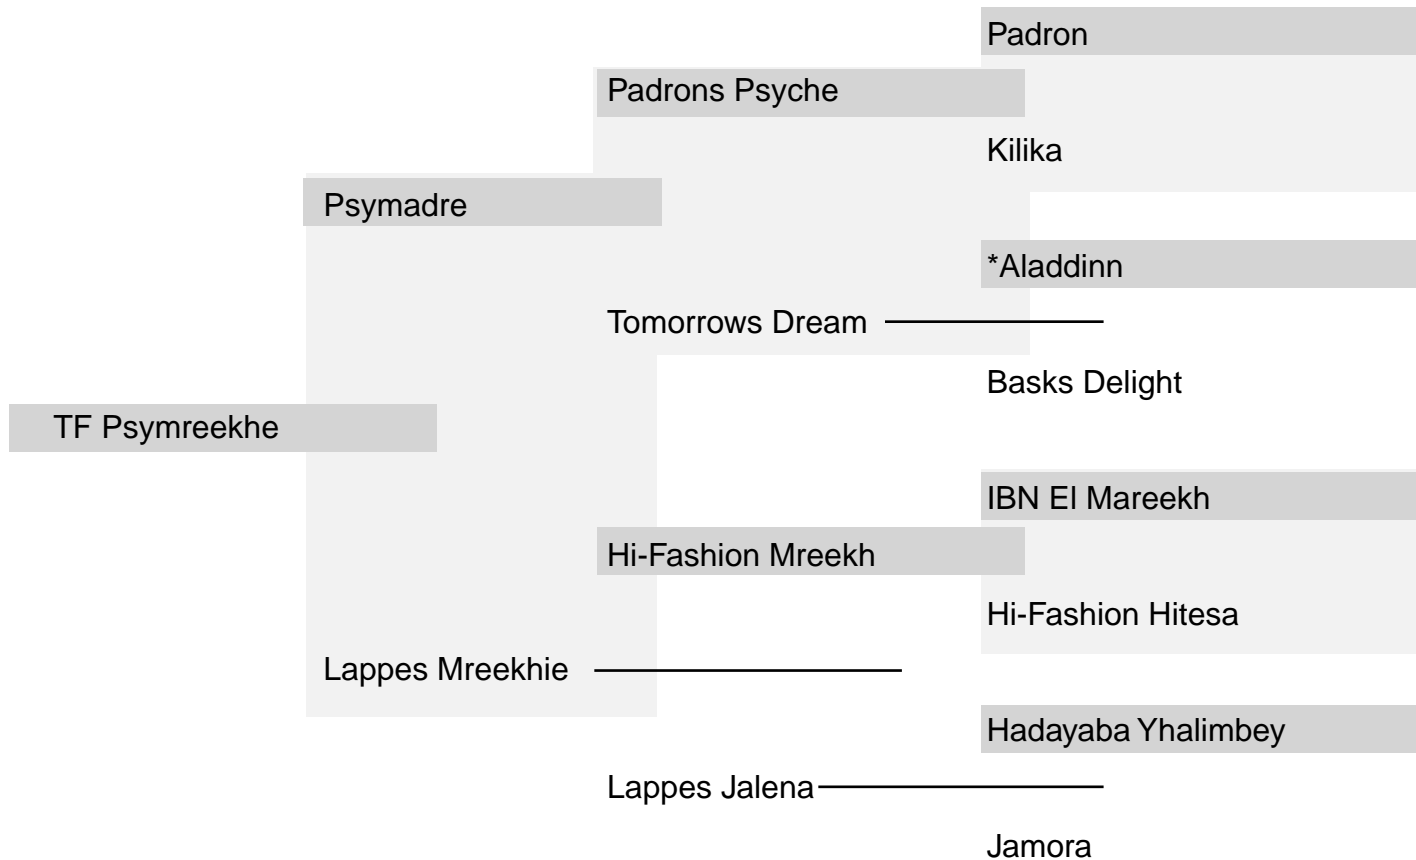 Padron
Padrons Psyche
Kilika
Psymadre
*Aladdinn
Tomorrows Dream
Basks Delight
TF Psymreekhe
IBN El Mareekh
Hi-Fashion Mreekh
Hi-Fashion Hitesa
Lappes Mreekhie
Hadayaba Yhalimbey
Lappes Jalena
Jamora